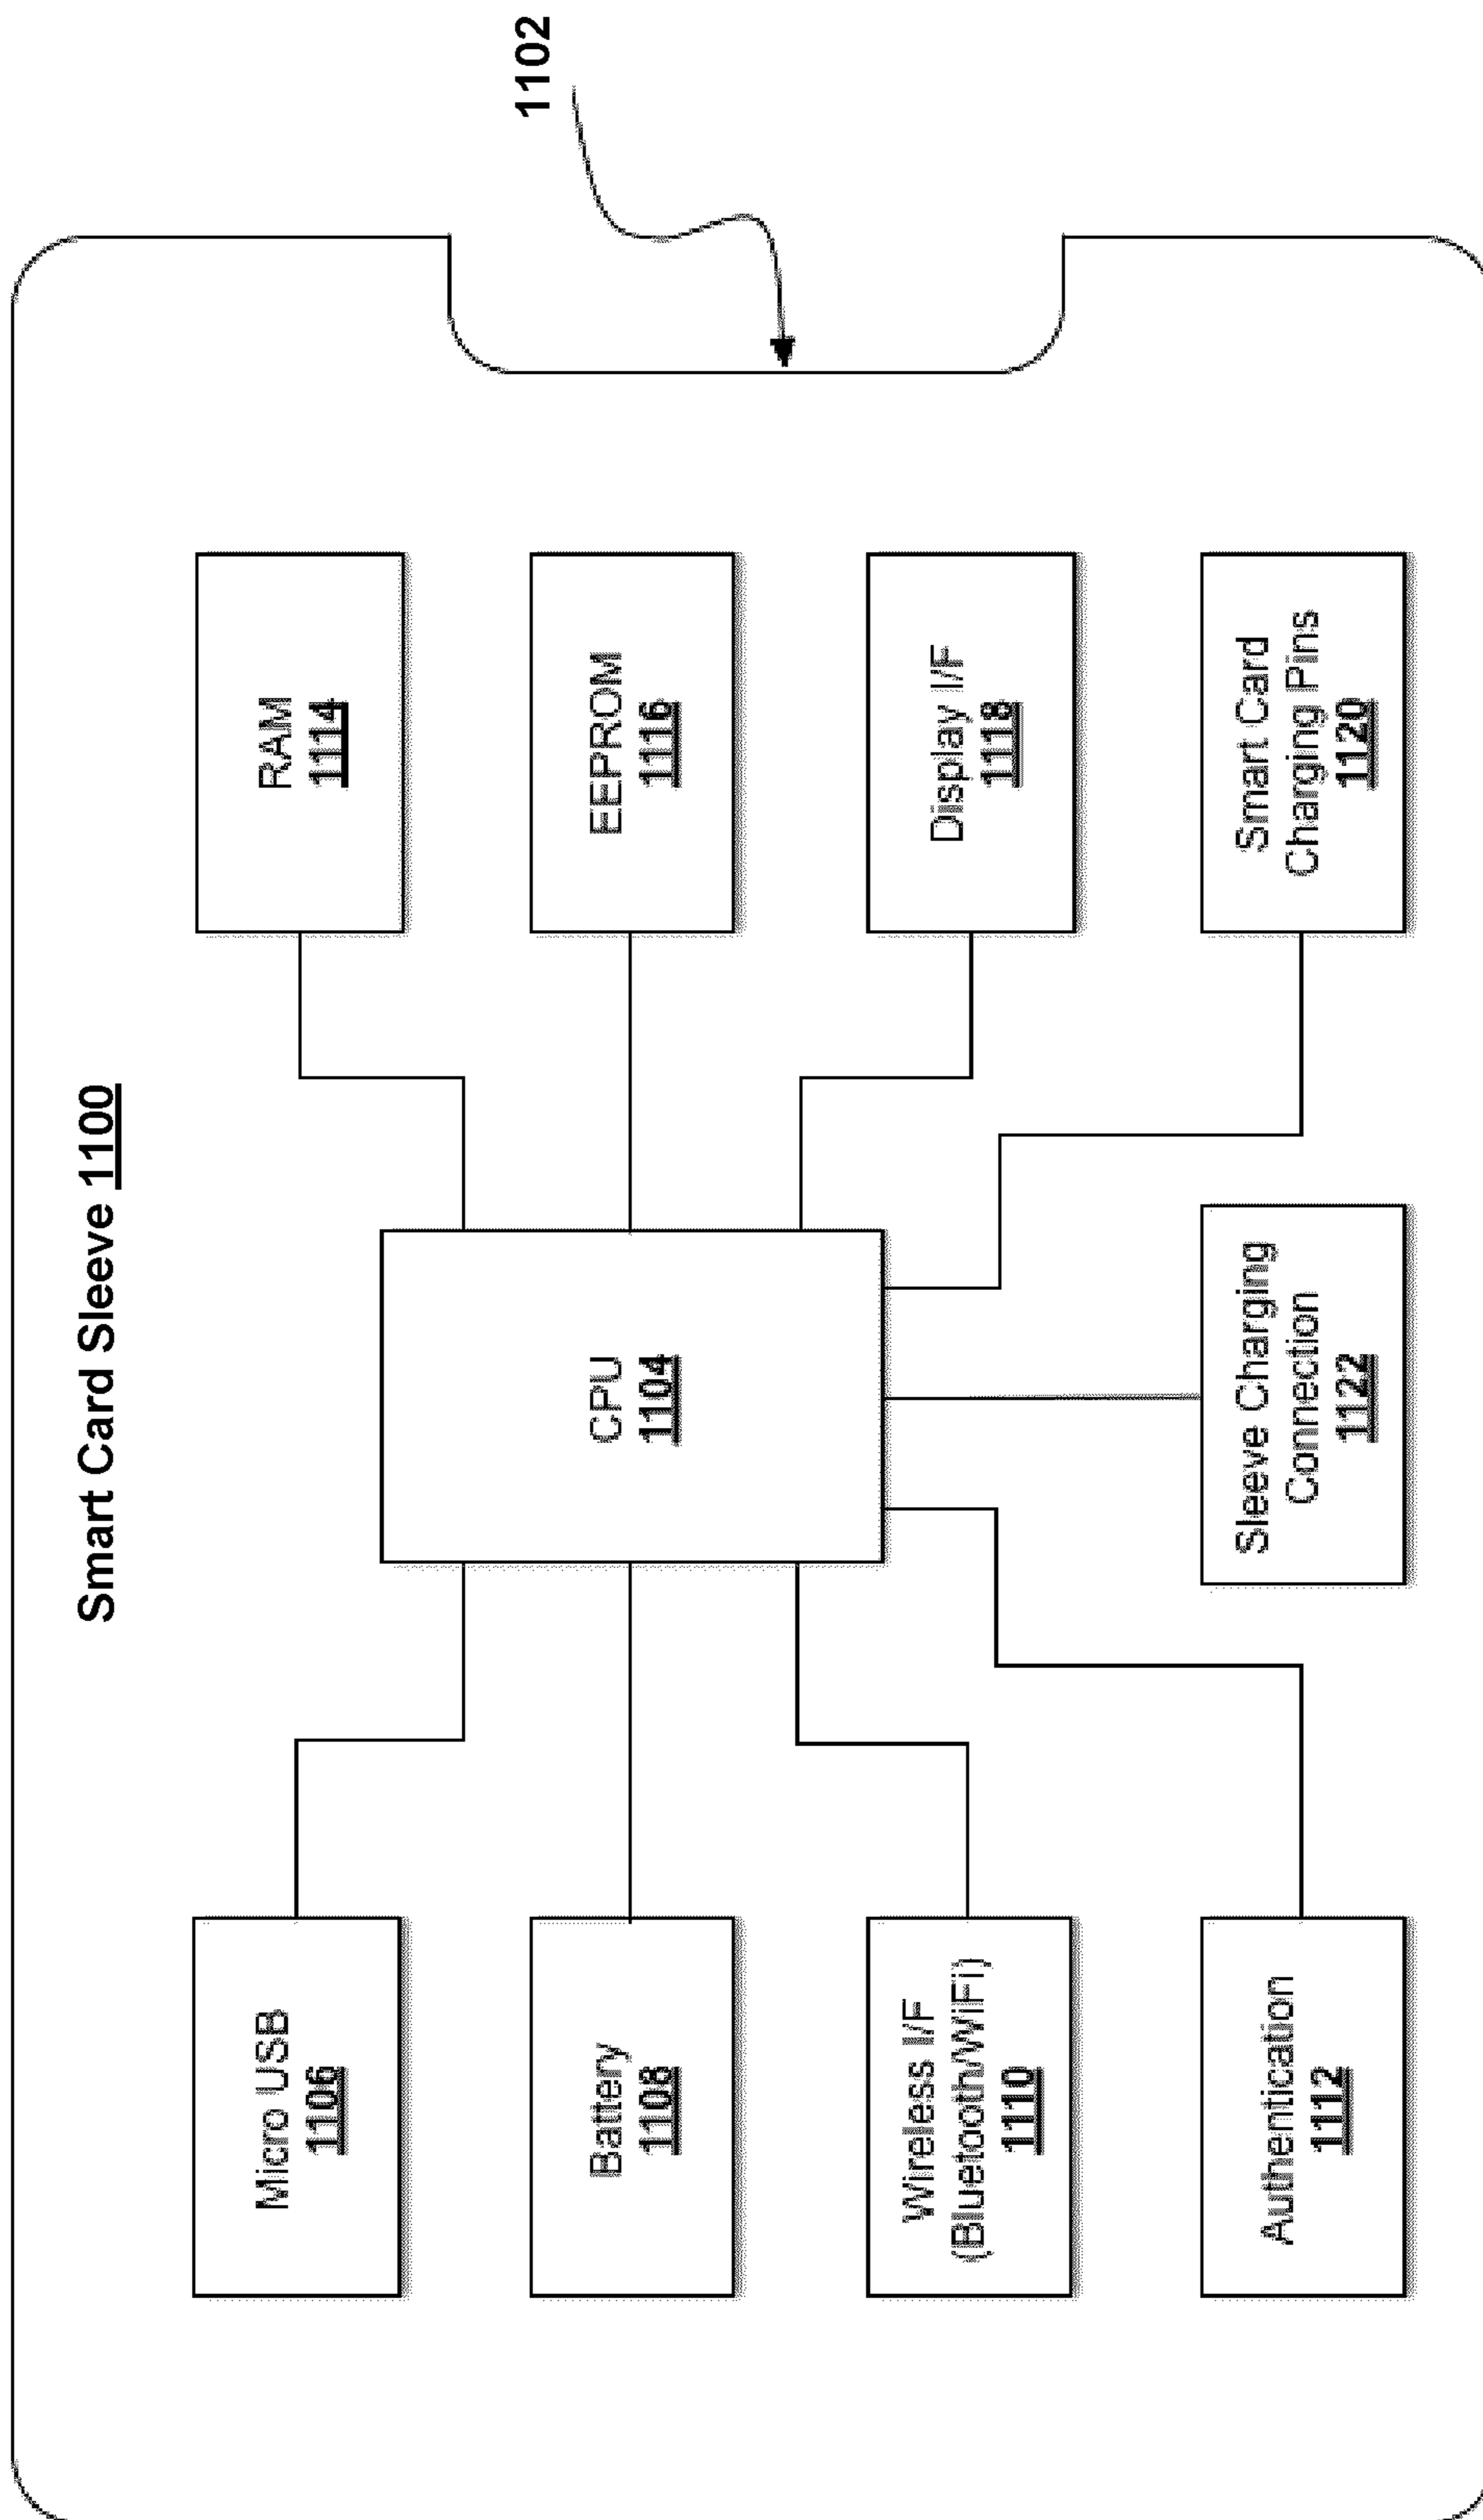 Smart Card Sleeve 1100
1102
Micro USB
1106
Battery
1108
Wireless I/F
(Bluetooth/WiFi)
1110
Authentication
1112
CPU
1104
Sleeve Charging
Connection
1122
RAM
1114
EEPROM
1116
Display I/F
1118
Smart Card
Charging Pins
1120